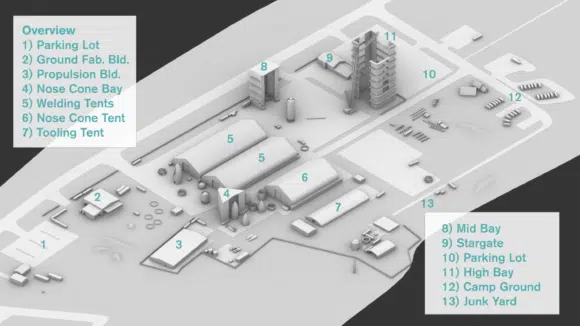 Overview
1) Parking Lot
2) Ground Fab. Bld.
3) Propulsion Bld.
4) Nose Cone Bay
5) Welding Tents
6) Nose Cone Tent
7) Tooling Tent
8
9
11
10
12
5
5
6
4
7
13
2
3
1
8) Mid Bay
9) Stargate
10) Parking Lot
11) High Bay
12) Camp Ground
13) Junk Yard